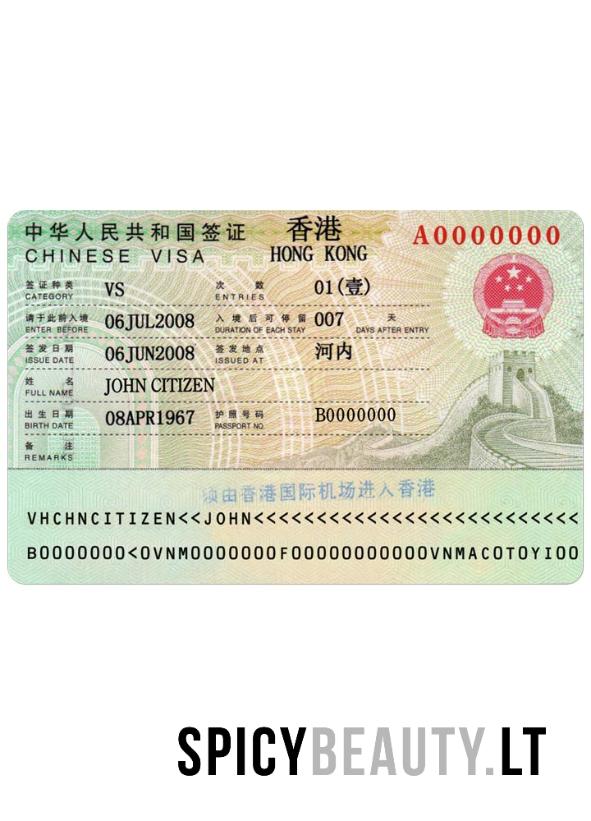 中华人民共和国签证 香港 A0000000
CHINESE VISA HONG KONG
签证种类 VS 次数 01(壹)
CATEGORY ENTRIES
请于此前入境 06JUL2008 入境后可停留 007 天
ENTER BEFORE DURATION OF EACH STAY DAYS AFTER ENTRY
签发日期 06JUN2008 签发地点 河内
ISSUE DATE ISSUED AT
姓名 JOHN CITIZEN
FULL NAME
出生日期 08APR1967 护照号码 B0000000
BIRTH DATE PASSPORT NO.
备注
REMARKS
须由香港国际机场进入香港
VHCHNCITIZEN<<JOHN<<<<<<<<<<<<<<<<<<<<<<<<<<
B0000000<0VNM0000000F00000000000VNMACOTOYI00
SPICYBEAUTY.LT